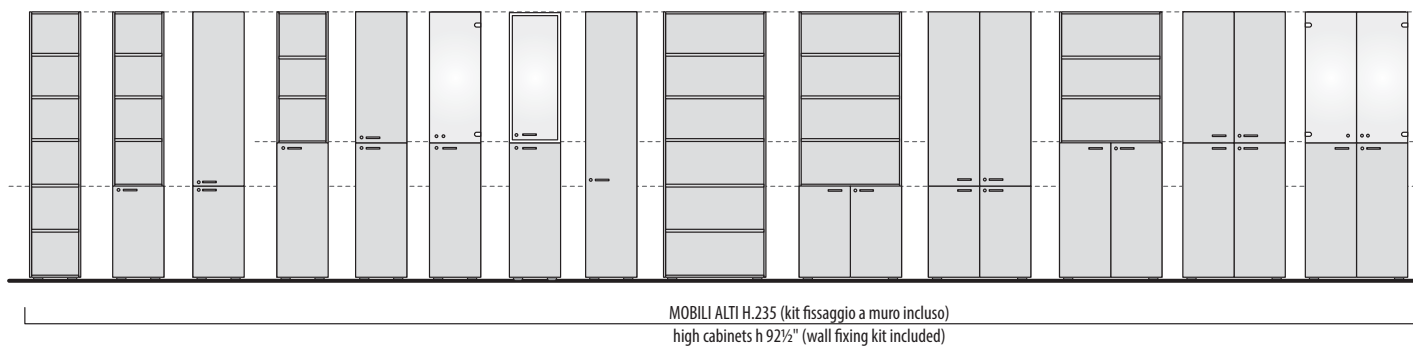 MOBILI ALTI H.235 (kit fissaggio a muro incluso)
high cabinets h 92½" (wall fixing kit included)